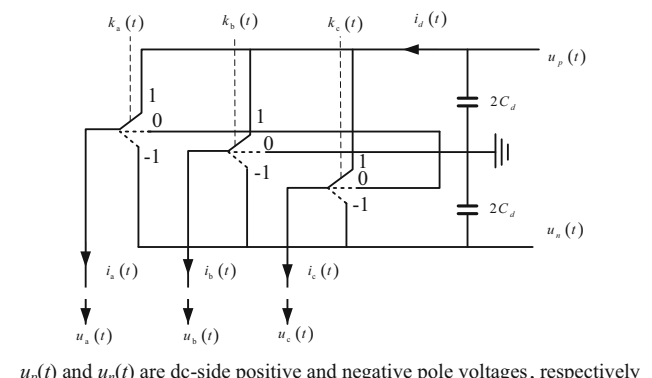 k_a(t)
k_b(t)
k_c(t)
i_d(t)
u_p(t)
1
0
-1
1
0
-1
1
0
-1
2C_d
2C_d
u_n(t)
i_a(t)
i_b(t)
i_c(t)
u_a(t)
u_b(t)
u_c(t)
u_p(t) and u_n(t) are dc-side positive and negative pole voltages, respectively